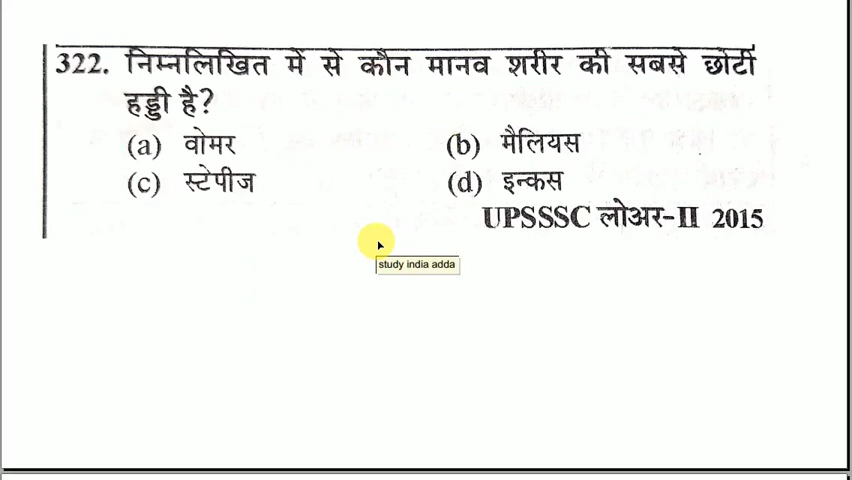 322. निम्नलिखित में से कौन मानव शरीर की सबसे छोटी
हड्डी है?
(a) वोमर (b) मैलियस
(c) स्टेपीज (d) इन्कस
UPSSSC लोअर-II 2015
study india adda